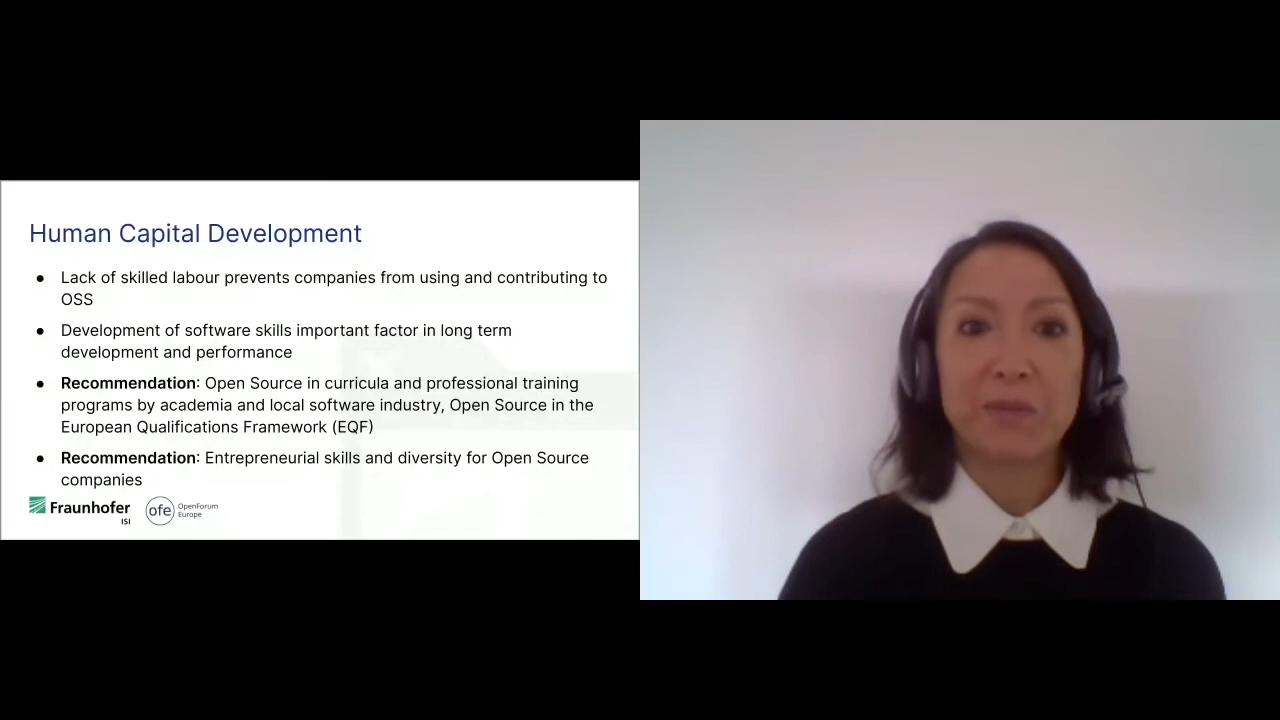 Human Capital Development
● Lack of skilled labour prevents companies from using and contributing to
OSS
● Development of software skills important factor in long term
development and performance
● Recommendation: Open Source in curricula and professional training
programs by academia and local software industry, Open Source in the
European Qualifications Framework (EQF)
● Recommendation: Entrepreneurial skills and diversity for Open Source
companies
Fraunhofer
ISI
ofe
OpenForum
Europe